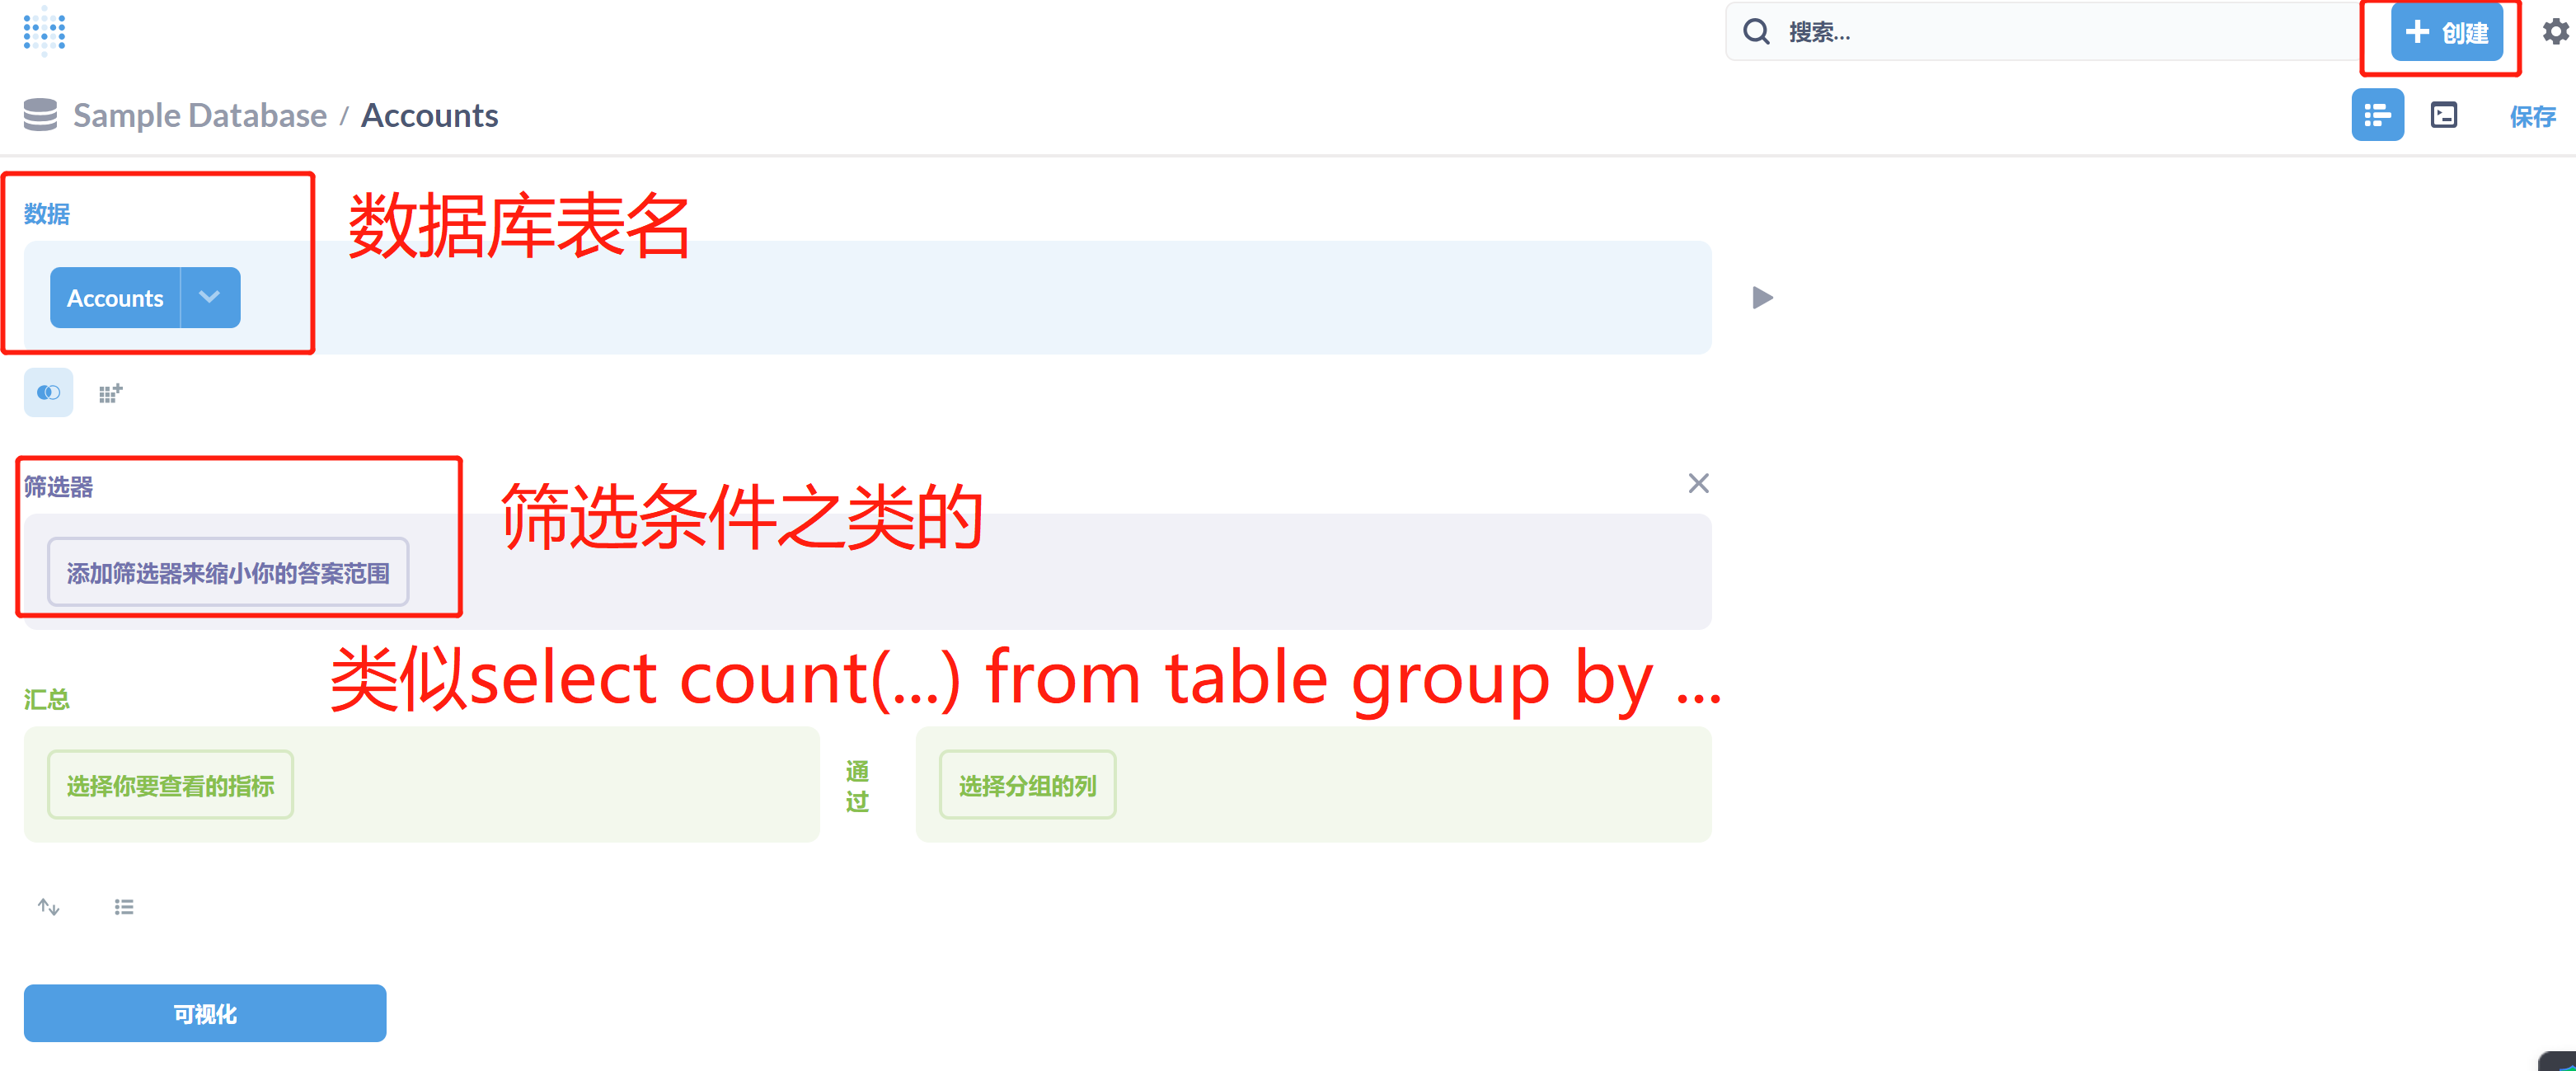 搜索...
创建
Sample Database / Accounts
保存
数据
数据库表名
Accounts
筛选器
筛选条件之类的
添加筛选器来缩小你的答案范围
类似select count(...) from table group by ...
汇总
选择你要查看的指标
通过
选择分组的列
可视化